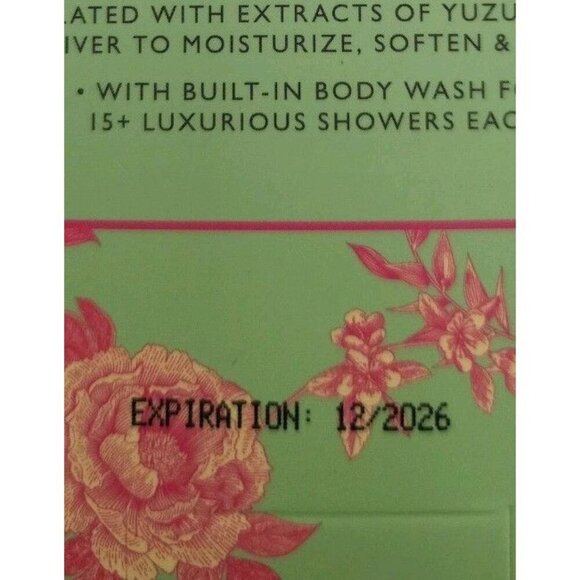 LATED WITH EXTRACTS OF YUZU
IVER TO MOISTURIZE, SOFTEN &
• WITH BUILT-IN BODY WASH F
15+ LUXURIOUS SHOWERS EAC
EXPIRATION: 12/2026